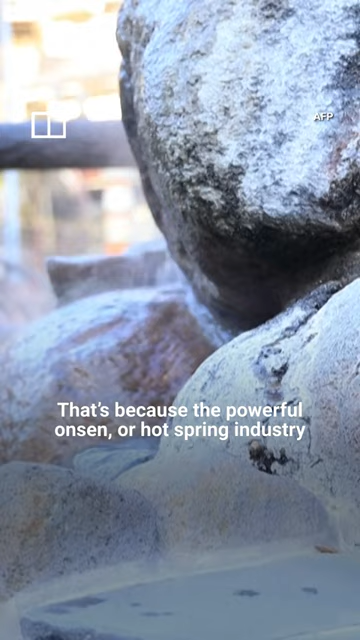 AFP
That's because the powerful
onsen, or hot spring industry